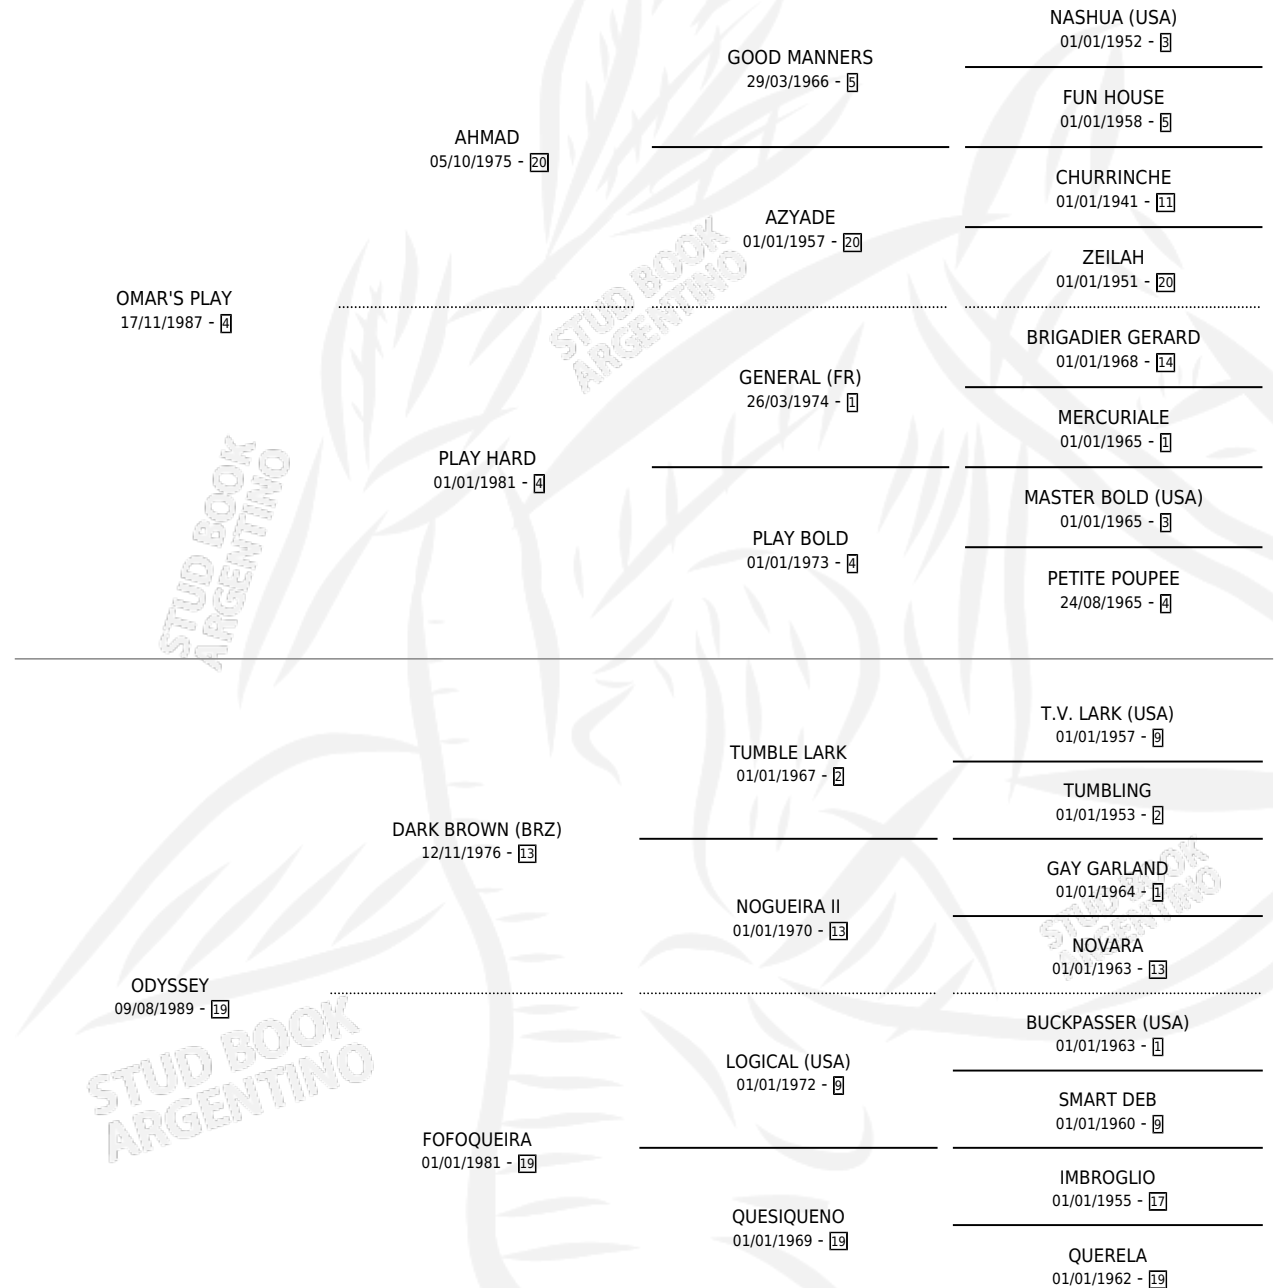 NASHUA (USA)
01/01/1952 - 3
GOOD MANNERS
29/03/1966 - 5
FUN HOUSE
01/01/1958 - 5
AHMAD
05/10/1975 - 20
CHURRINCHE
01/01/1941 - 11
AZYADE
01/01/1957 - 20
ZEILAH
01/01/1951 - 20
OMAR'S PLAY
17/11/1987 - 4
BRIGADIER GERARD
01/01/1968 - 14
GENERAL (FR)
26/03/1974 - 1
MERCURIALE
01/01/1965 - 1
PLAY HARD
01/01/1981 - 4
MASTER BOLD (USA)
01/01/1965 - 3
PLAY BOLD
01/01/1973 - 4
PETITE POUPEE
24/08/1965 - 4
T.V. LARK (USA)
01/01/1957 - 9
TUMBLE LARK
01/01/1967 - 2
TUMBLING
01/01/1953 - 2
DARK BROWN (BRZ)
12/11/1976 - 13
GAY GARLAND
01/01/1964 - 1
NOGUEIRA II
01/01/1970 - 13
NOVARA
01/01/1963 - 13
ODYSSEY
09/08/1989 - 19
BUCKPASSER (USA)
01/01/1963 - 1
LOGICAL (USA)
01/01/1972 - 9
SMART DEB
01/01/1960 - 9
FOFOQUEIRA
01/01/1981 - 19
IMBROGLIO
01/01/1955 - 17
QUESIQUENO
01/01/1969 - 19
QUERELA
01/01/1962 - 19
STUD BOOK
ARGENTINO
STUD BOOK
ARGENTINO
STUD BOOK
ARGENTINO
STUD BOOK
ARGENTINO